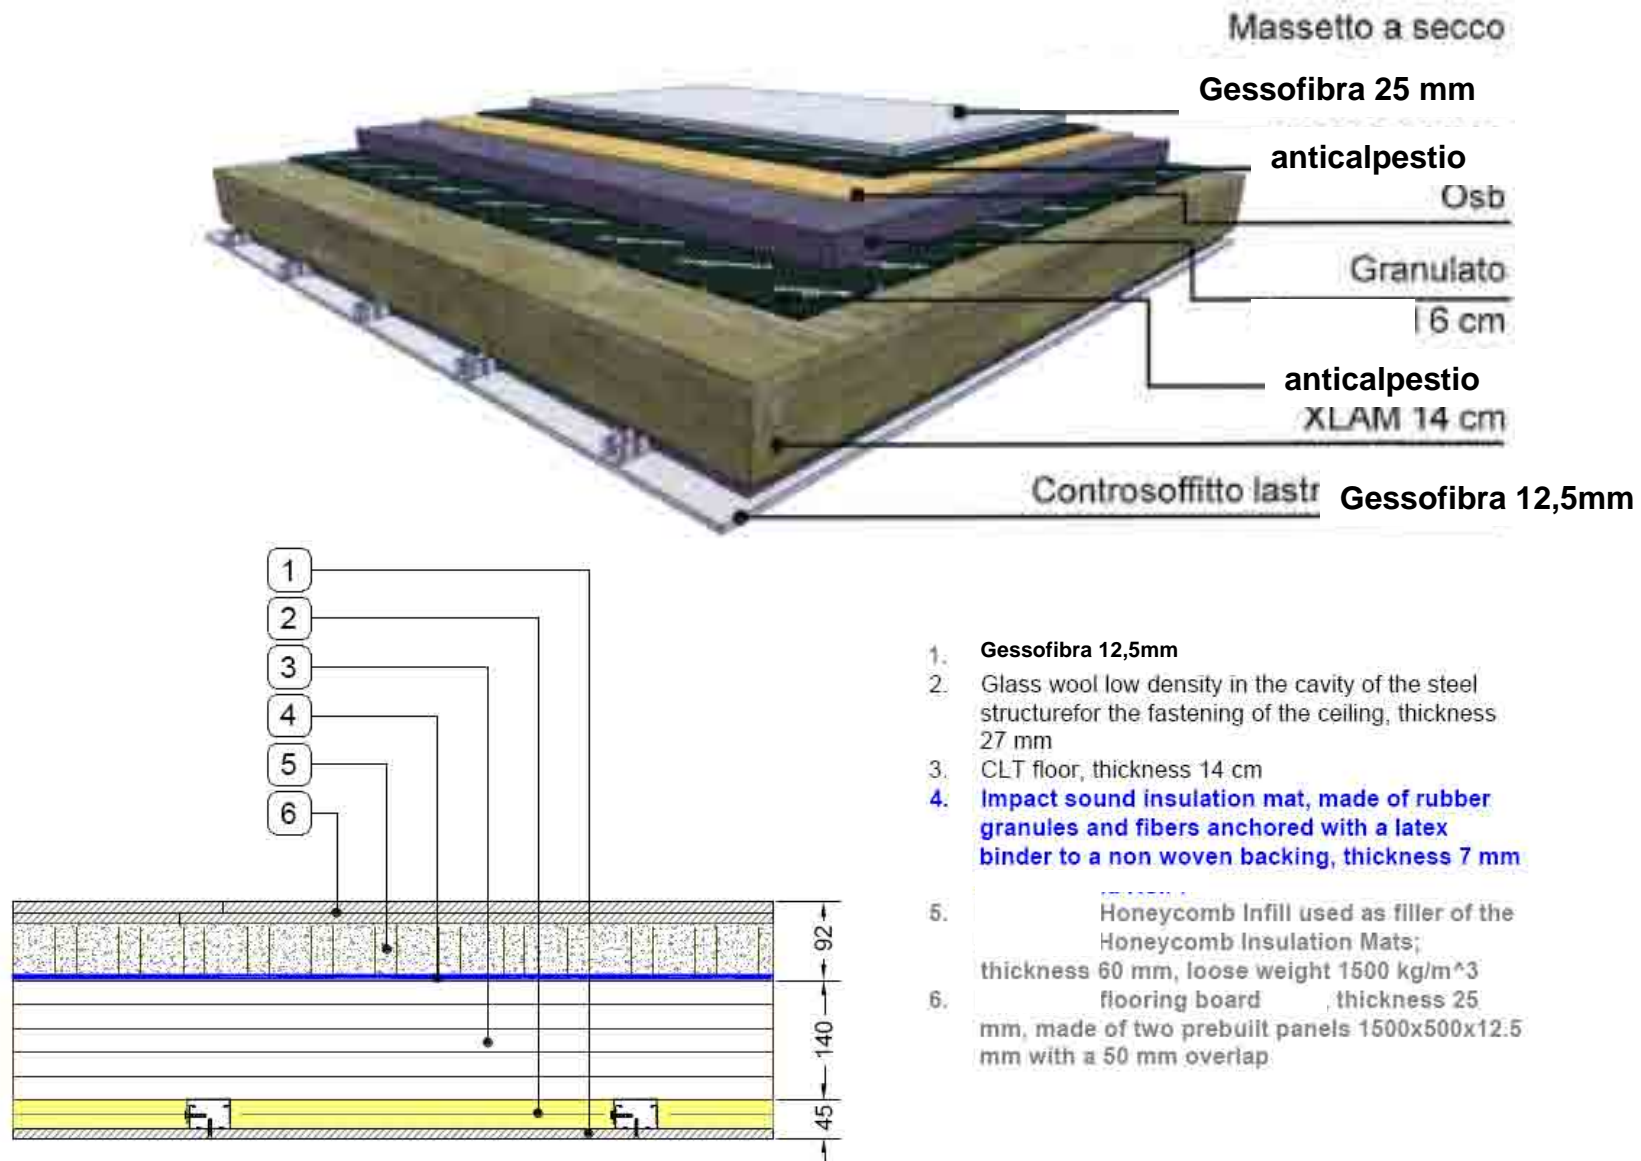 Massetto a secco
Gessofibra 25 mm
anticalpestio
Osb
Granulato
6 cm
anticalpestio
XLAM 14 cm
Controsoffitto lastr Gessofibra 12,5mm
1
2
3
4
5
6
92
140
45
1. Gessofibra 12,5mm
2. Glass wool low density in the cavity of the steel
structurefor the fastening of the ceiling, thickness
27 mm
3. CLT floor, thickness 14 cm
4. Impact sound insulation mat, made of rubber
granules and fibers anchored with a latex
binder to a non woven backing, thickness 7 mm
5. Honeycomb Infill used as filler of the
Honeycomb Insulation Mats;
thickness 60 mm, loose weight 1500 kg/m^3
6. flooring board , thickness 25
mm, made of two prebuilt panels 1500x500x12.5
mm with a 50 mm overlap